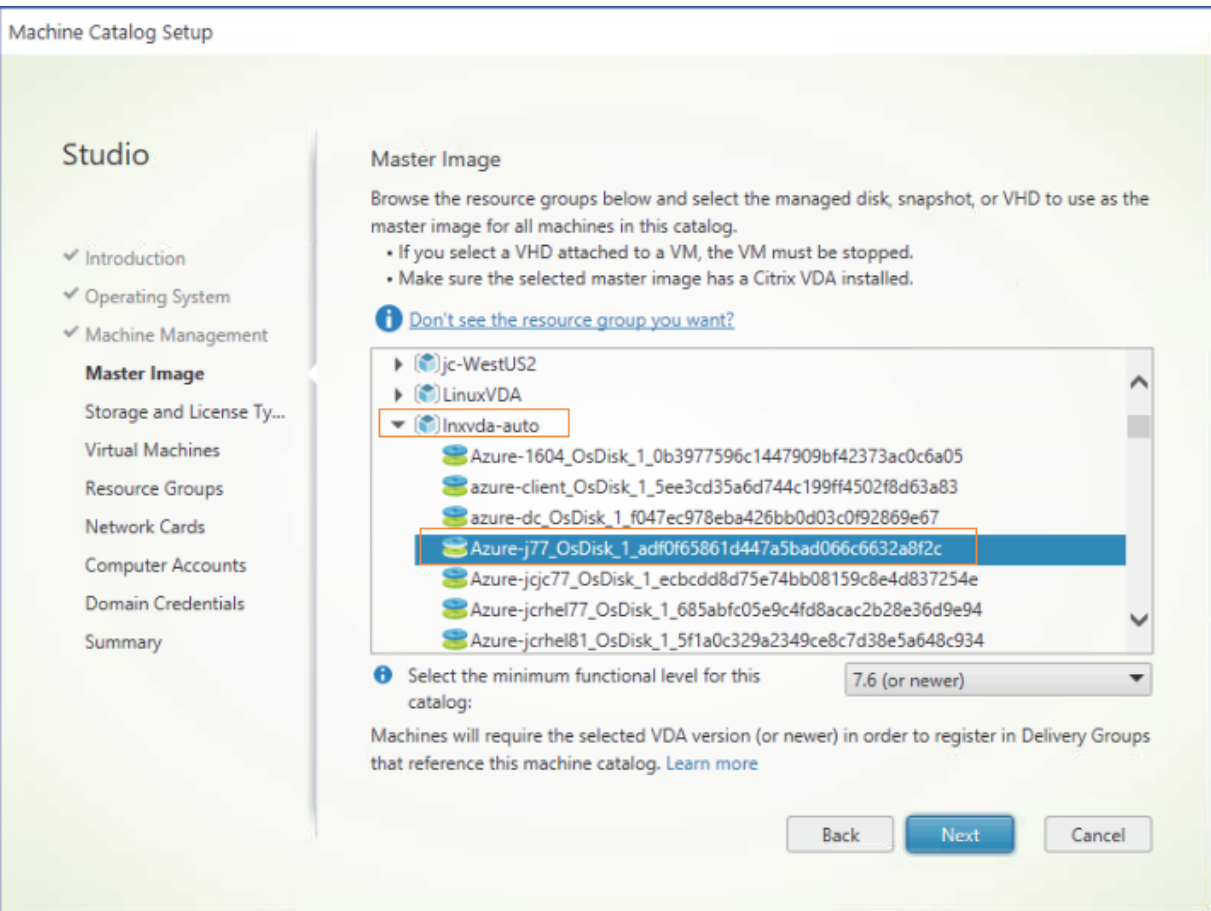 Machine Catalog Setup
Studio
✓ Introduction
✓ Operating System
✓ Machine Management
Master Image
Storage and License Ty...
Virtual Machines
Resource Groups
Network Cards
Computer Accounts
Domain Credentials
Summary
Master Image
Browse the resource groups below and select the managed disk, snapshot, or VHD to use as the
master image for all machines in this catalog.
• If you select a VHD attached to a VM, the VM must be stopped.
• Make sure the selected master image has a Citrix VDA installed.
Don't see the resource group you want?
jc-WestUS2
LinuxVDA
lnxvda-auto
Azure-1604_OsDisk_1_0b3977596c1447909bf42373ac0c6a05
azure-client_OsDisk_1_5ee3cd35a6d744c199ff4502f8d63a83
azure-dc_OsDisk_1_f047ec978eba426bb0d03c0f92869e67
Azure-j77_OsDisk_1_adf0f65861d447a5bad066c6632a8f2c
Azure-jcjc77_OsDisk_1_ecbcdd8d75e74bb08159c8e4d837254e
Azure-jcrhel77_OsDisk_1_685abfc05e9c4fd8acac2b28e36d9e94
Azure-jcrhel81_OsDisk_1_5f1a0c329a2349ce8c7d38e5a648c934
Select the minimum functional level for this
catalog:
7.6 (or newer)
Machines will require the selected VDA version (or newer) in order to register in Delivery Groups
that reference this machine catalog. Learn more
Back
Next
Cancel